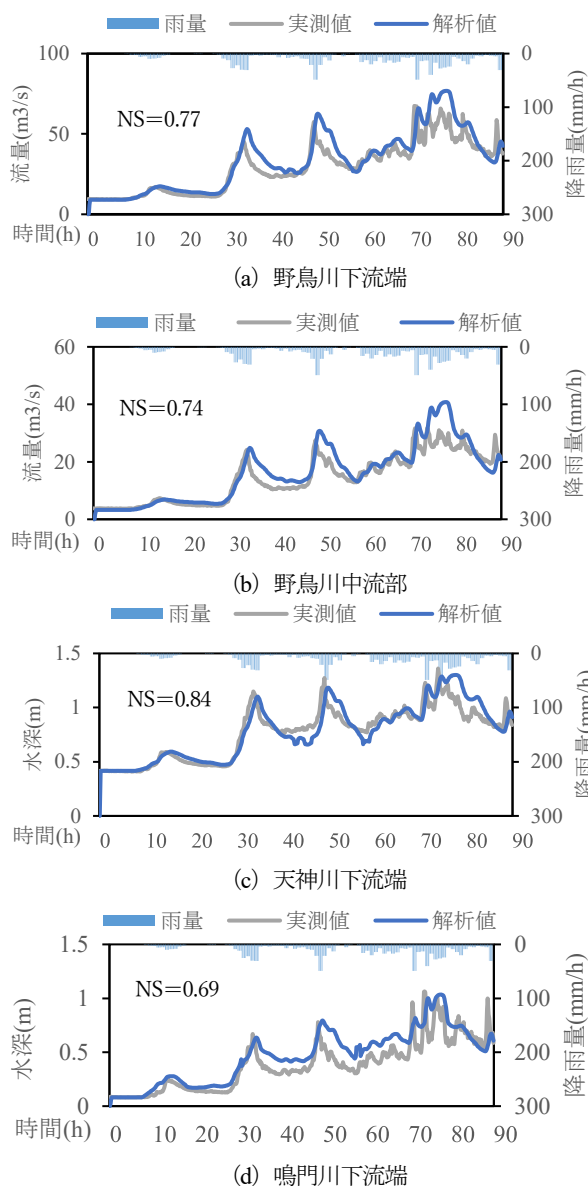 雨量 実測値 解析値
100 0
流量(m3/s) NS=0.77 100 降雨量(mm/h)
50
200
0 300
時間(h) 0 10 20 30 40 50 60 70 80 90
(a) 野鳥川下流端
雨量 実測値 解析値
60 0
流量(m3/s) 40 NS=0.74 100 降雨量(mm/h)
20 200
0 300
時間(h) 0 10 20 30 40 50 60 70 80 90
(b) 野鳥川中流部
雨量 実測値 解析値
1.5 0
水深(m) 1 NS=0.84 100 降雨量(mm/h)
0.5 200
0 300
時間(h) 0 10 20 30 40 50 60 70 80 90
(c) 天神川下流端
雨量 実測値 解析値
1.5 0
水深(m) 1 NS=0.69 100 降雨量(mm/h)
0.5 200
0 300
時間(h) 0 10 20 30 40 50 60 70 80 90
(d) 鳴門川下流端